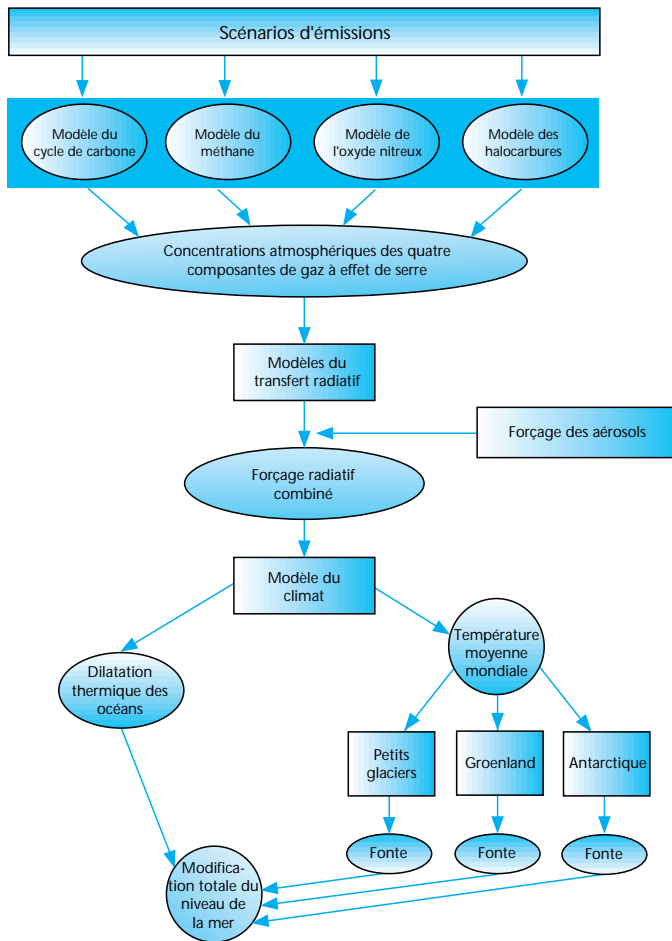 Scénarios d'émissions
Modèle du
cycle de carbone
Modèle du
méthane
Modèle de
l'oxyde nitreux
Modèle des
halocarbures
Concentrations atmosphériques des quatre
composantes de gaz à effet de serre
Modèles du
transfert radiatif
Forçage des aérosols
Forçage radiatif
combiné
Modèle du
climat
Température
moyenne
mondiale
Dilatation
thermique des
océans
Petits
glaciers
Groenland
Antarctique
Fonte
Fonte
Fonte
Modifica-
tion totale du
niveau de
la mer